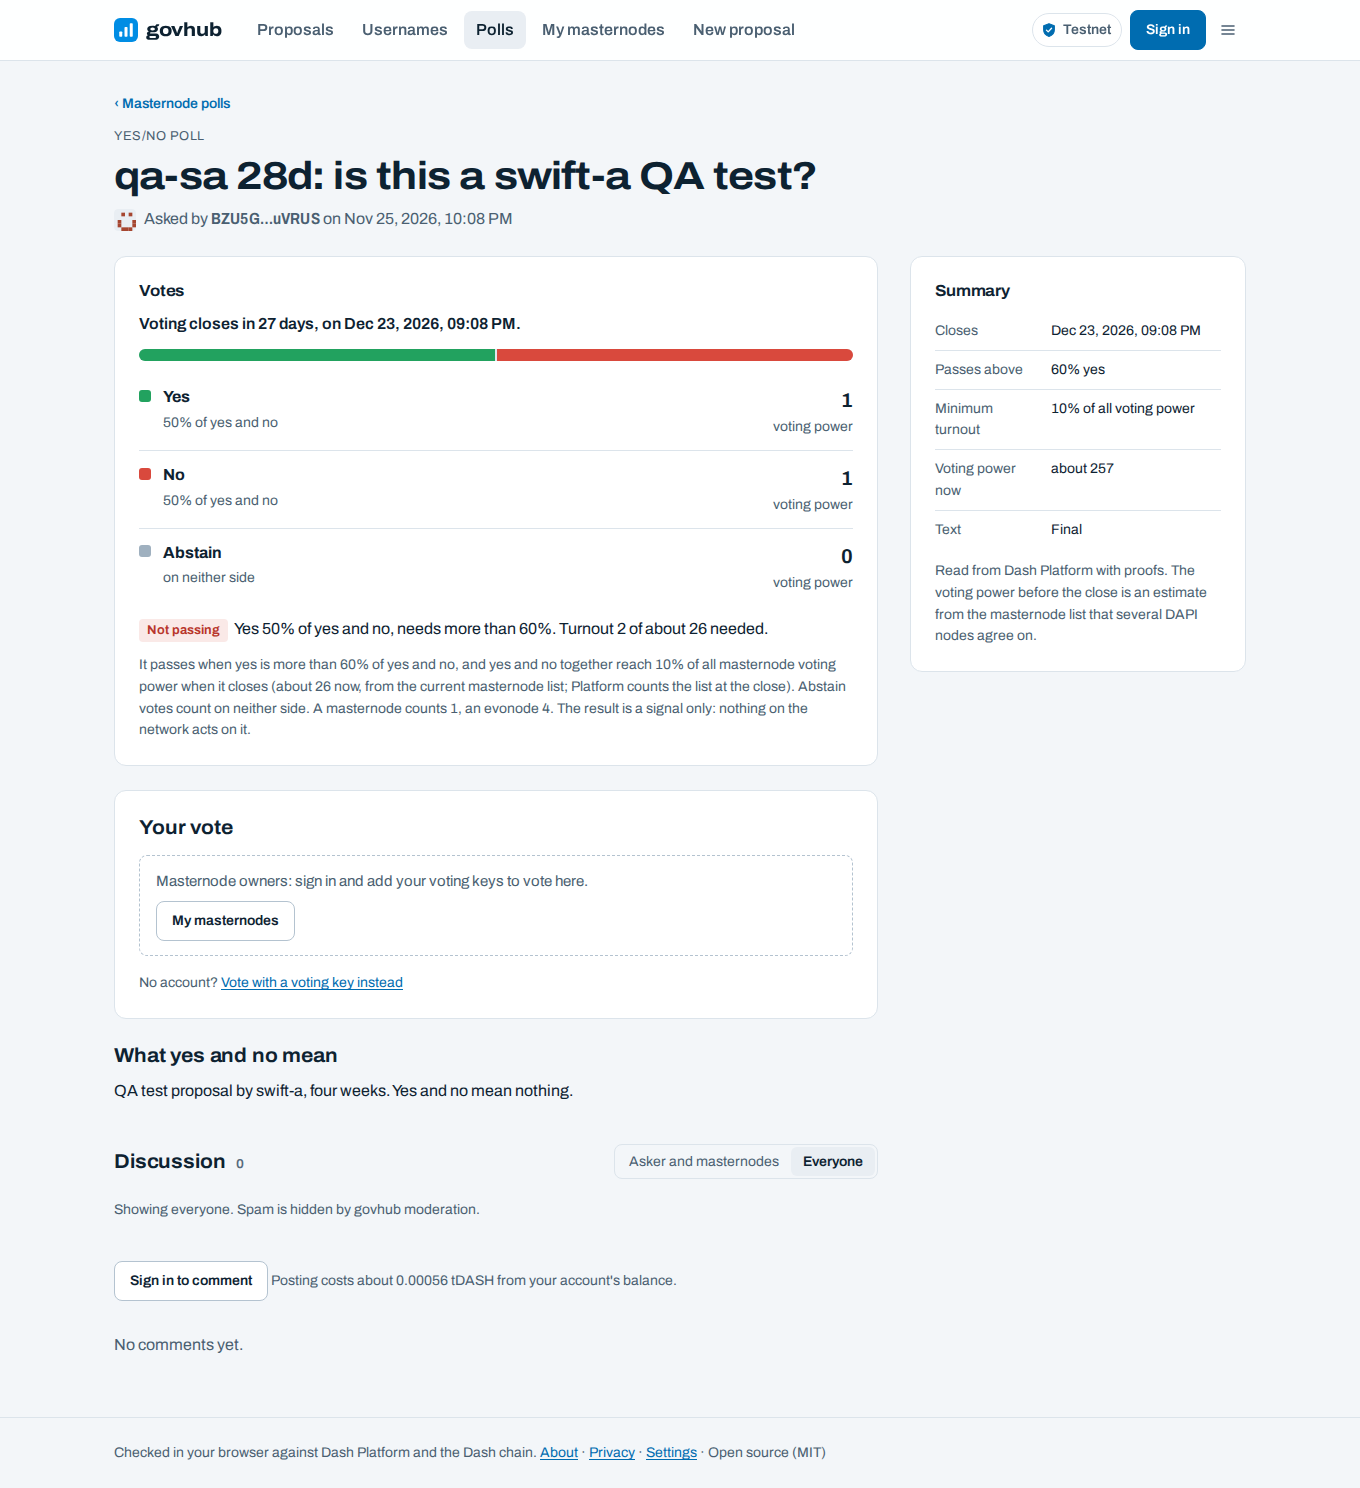 govhub
Proposals
Usernames
Polls
My masternodes
New proposal
Testnet
Sign in
‹ Masternode polls
YES/NO POLL
qa-sa 28d: is this a swift-a QA test?
Asked by BZU5G…uVRUS on Nov 25, 2026, 10:08 PM
Votes
Voting closes in 27 days, on Dec 23, 2026, 09:08 PM.
Yes
1
50% of yes and no
voting power
No
1
50% of yes and no
voting power
Abstain
0
on neither side
voting power
Not passing Yes 50% of yes and no, needs more than 60%. Turnout 2 of about 26 needed.
It passes when yes is more than 60% of yes and no, and yes and no together reach 10% of all masternode voting
power when it closes (about 26 now, from the current masternode list; Platform counts the list at the close). Abstain
votes count on neither side. A masternode counts 1, an evonode 4. The result is a signal only: nothing on the
network acts on it.
Summary
Closes Dec 23, 2026, 09:08 PM
Passes above 60% yes
Minimum 10% of all voting power
turnout
Voting power about 257
now
Text Final
Read from Dash Platform with proofs. The
voting power before the close is an estimate
from the masternode list that several DAPI
nodes agree on.
Your vote
Masternode owners: sign in and add your voting keys to vote here.
My masternodes
No account? Vote with a voting key instead
What yes and no mean
QA test proposal by swift-a, four weeks. Yes and no mean nothing.
Discussion 0
Asker and masternodes
Everyone
Showing everyone. Spam is hidden by govhub moderation.
Sign in to comment Posting costs about 0.00056 tDASH from your account's balance.
No comments yet.
Checked in your browser against Dash Platform and the Dash chain. About · Privacy · Settings · Open source (MIT)